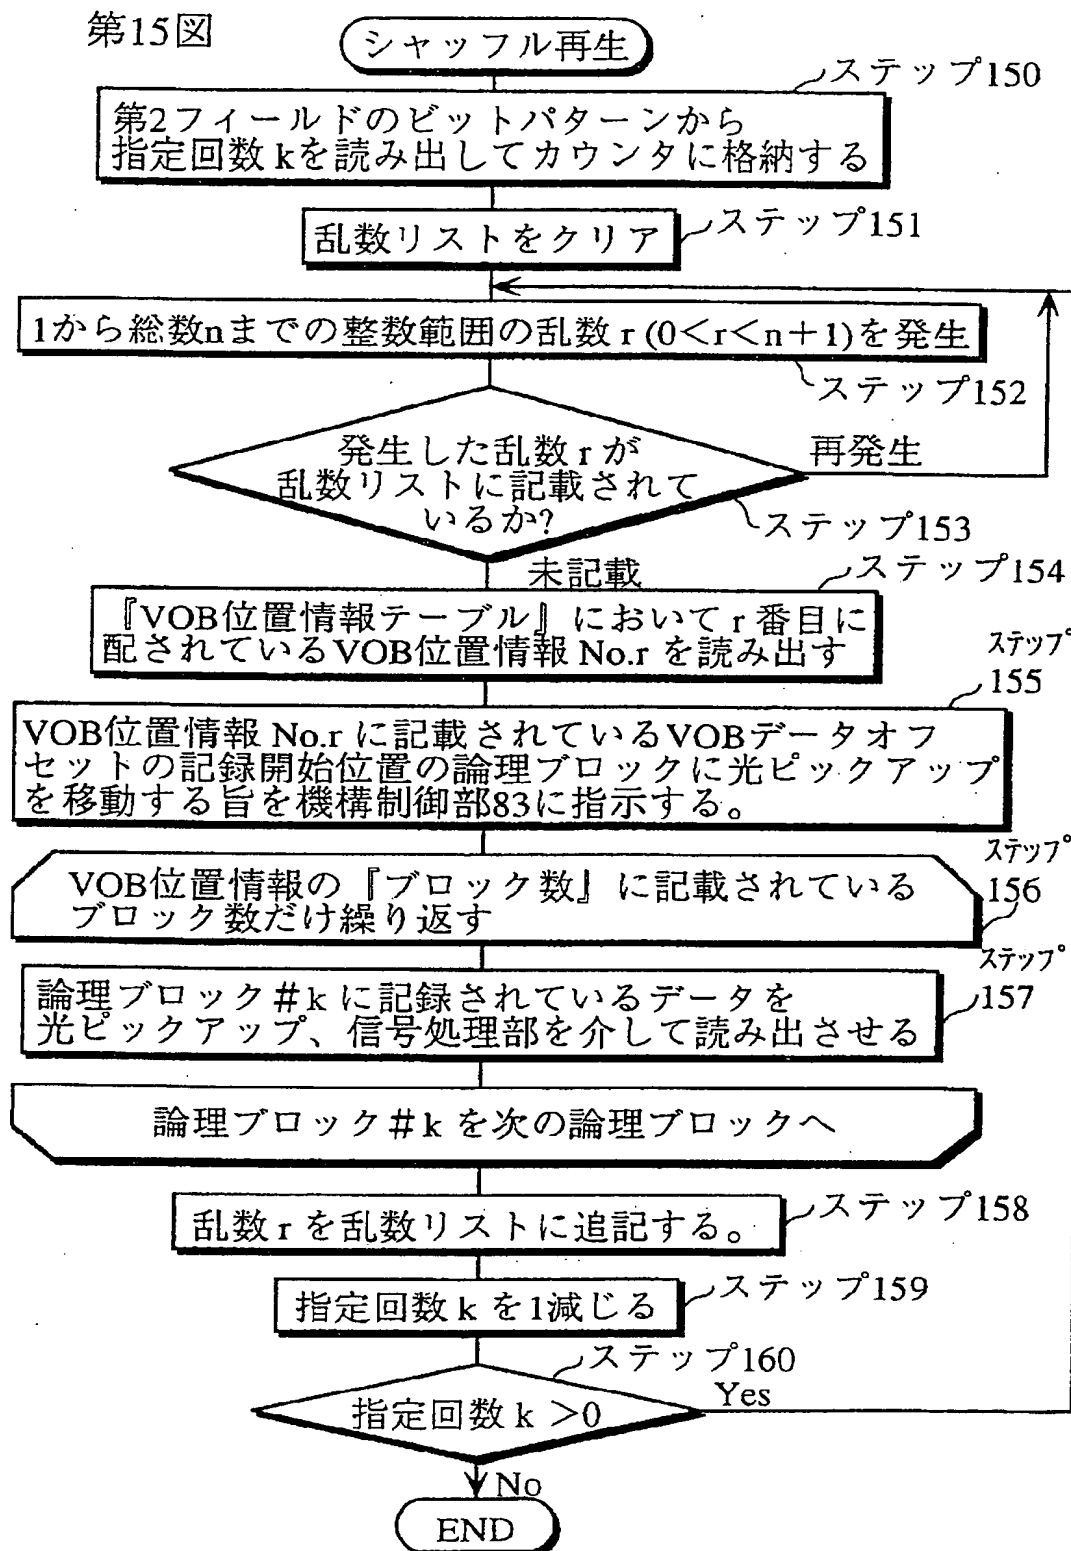 第15図
シャッフル再生
ステップ150
第2フィールドのビットパターンから
指定回数 kを読み出してカウンタに格納する
ステップ151
乱数リストをクリア
1から総数nまでの整数範囲の乱数 r (0<r<n+1)を発生
ステップ152
発生した乱数 r が
乱数リストに記載されて
いるか?
再発生
ステップ153
未記載
ステップ154
『VOB位置情報テーブル』において r 番目に
配されているVOB位置情報 No.r を読み出す
ステップ
155
VOB位置情報 No.r に記載されているVOBデータオフ
セットの記録開始位置の論理ブロックに光ピックアップ
を移動する旨を機構制御部83に指示する。
ステップ
156
VOB位置情報の『ブロック数』に記載されている
ブロック数だけ繰り返す
ステップ
157
論理ブロック#k に記録されているデータを
光ピックアップ、信号処理部を介して読み出させる
論理ブロック#k を次の論理ブロックへ
ステップ158
乱数 r を乱数リストに追記する。
ステップ159
指定回数 k を1減じる
ステップ160
指定回数 k >0
Yes
No
END